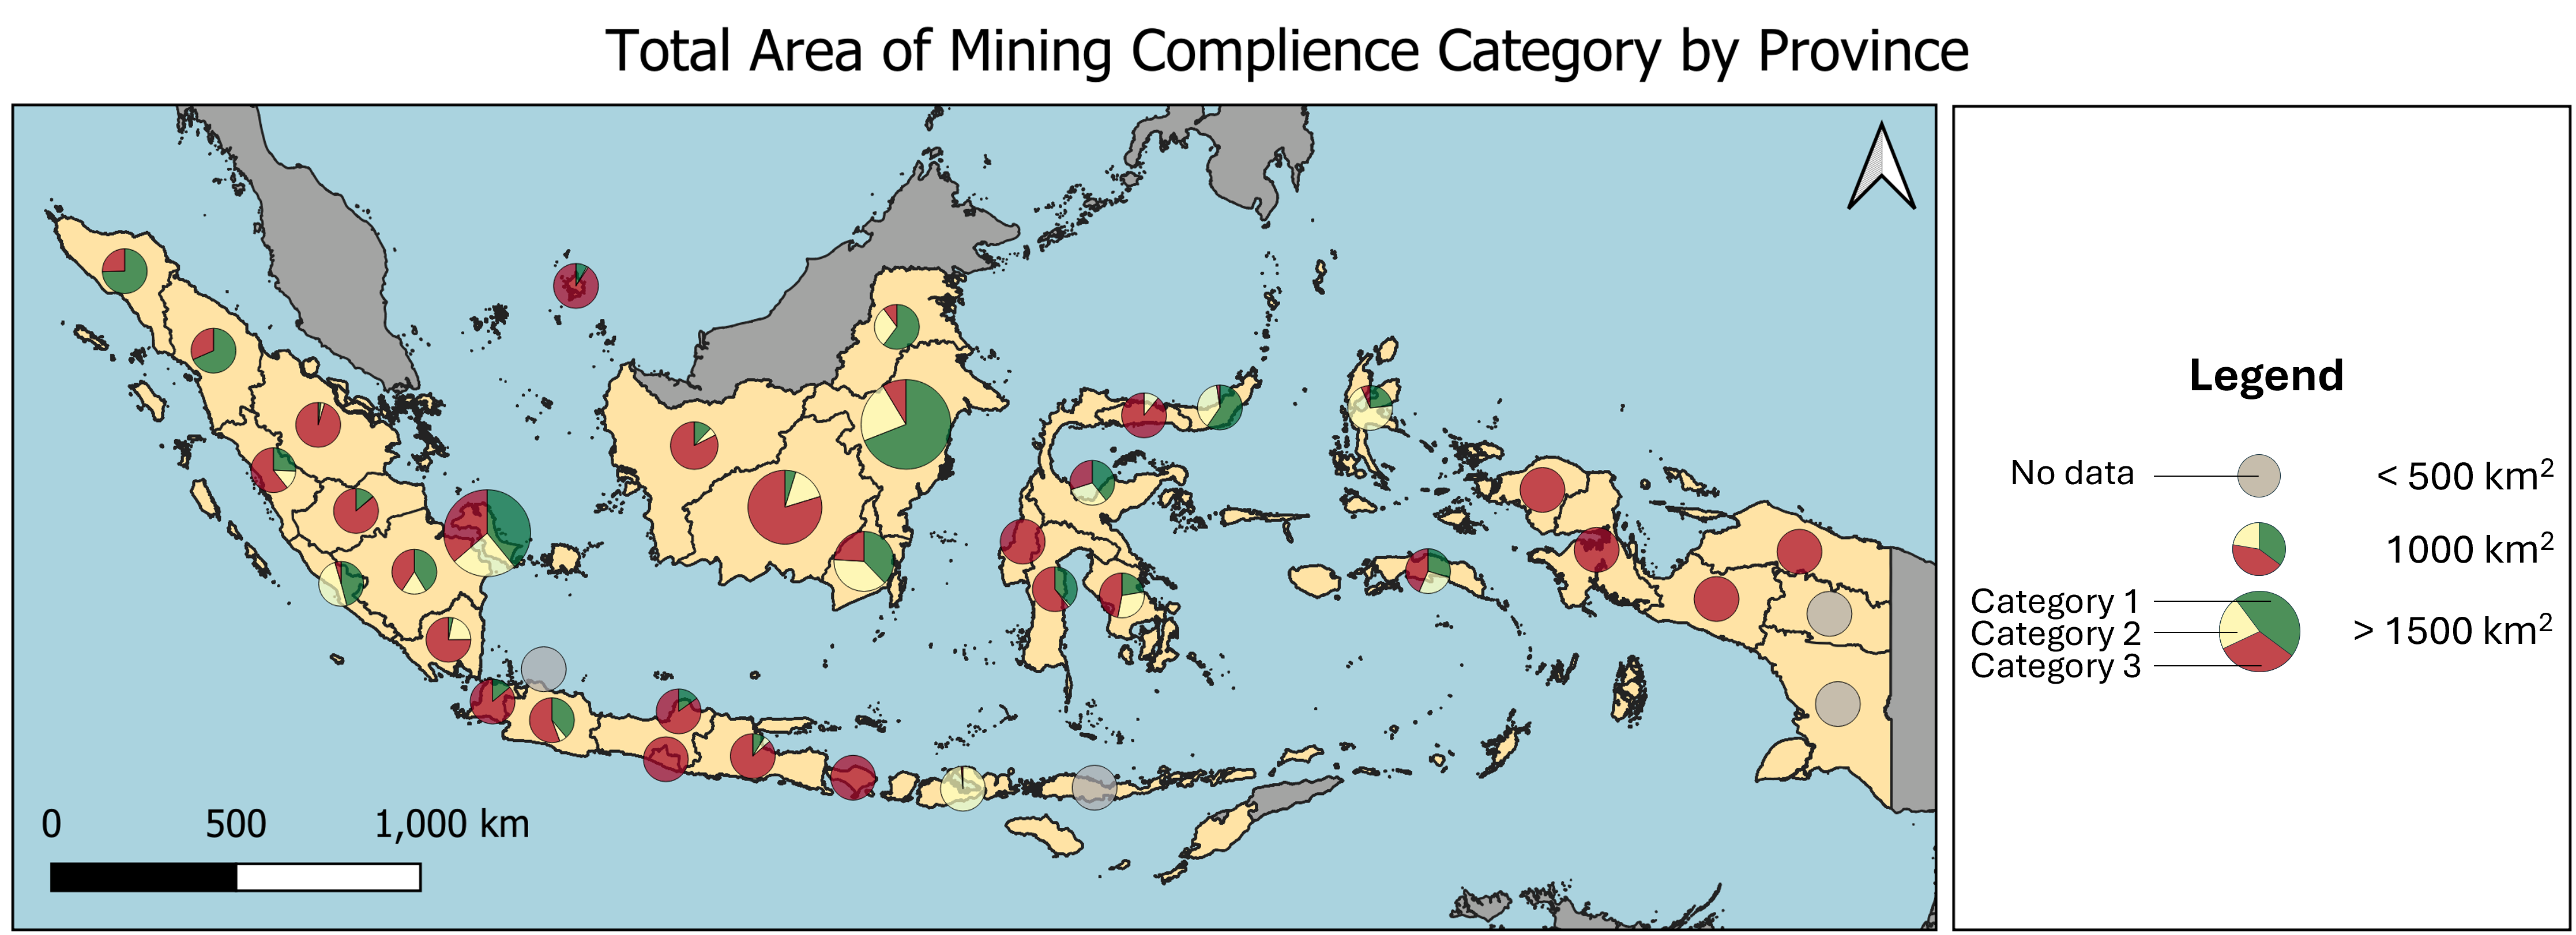 Total Area of Mining Complience Category by Province
0 500 1,000 km
Legend
No data
< 500 km²
1000 km²
Category 1
Category 2
Category 3
> 1500 km²